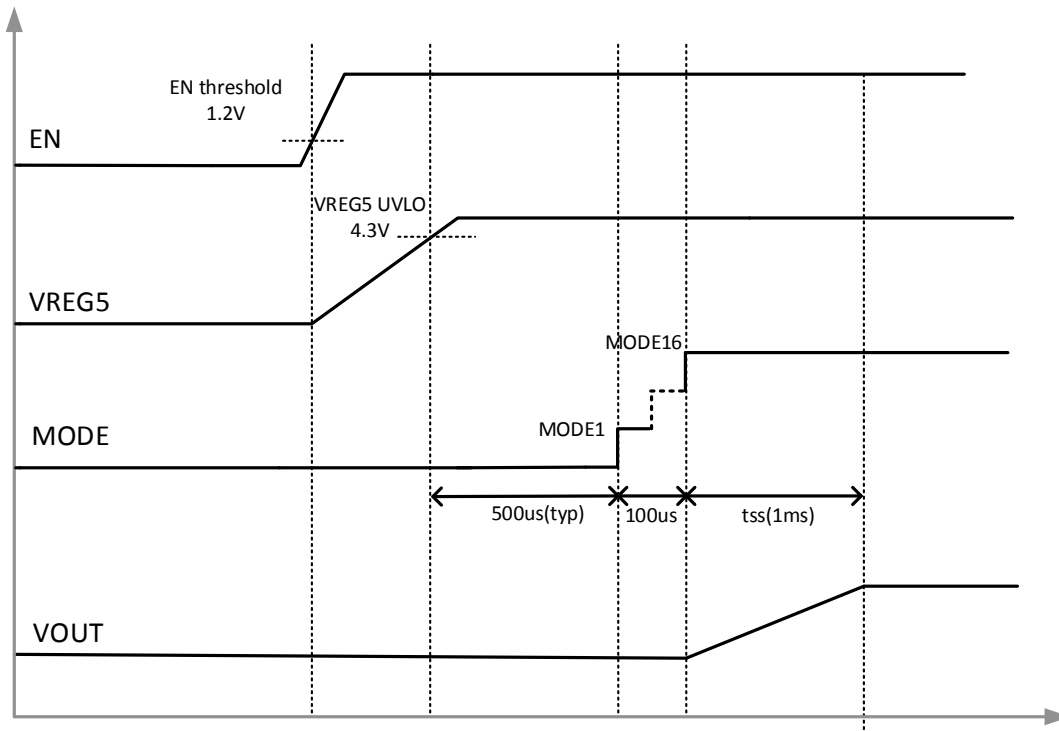 EN threshold
1.2V
EN
VREG5 UVLO
4.3V
VREG5
MODE16
MODE1
MODE
500us(typ)
100us
tss(1ms)
VOUT